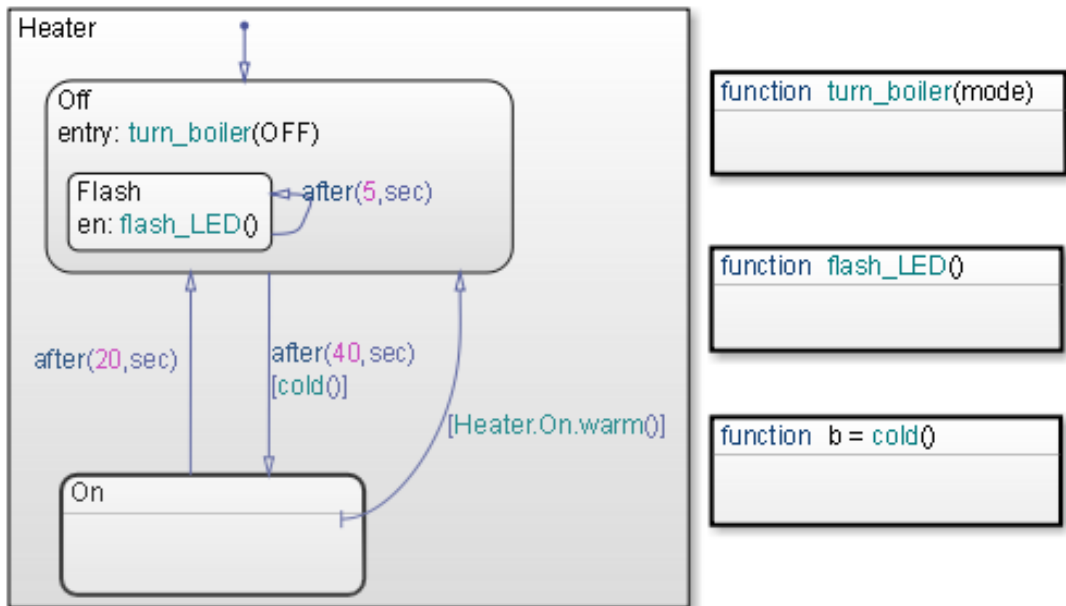 Heater
Off
entry: turn_boiler(OFF)
Flash
en: flash_LED()
after(5,sec)
after(20,sec)
after(40,sec)
[cold()]
[Heater.On.warm()]
On
function turn_boiler(mode)
function flash_LED()
function b = cold()